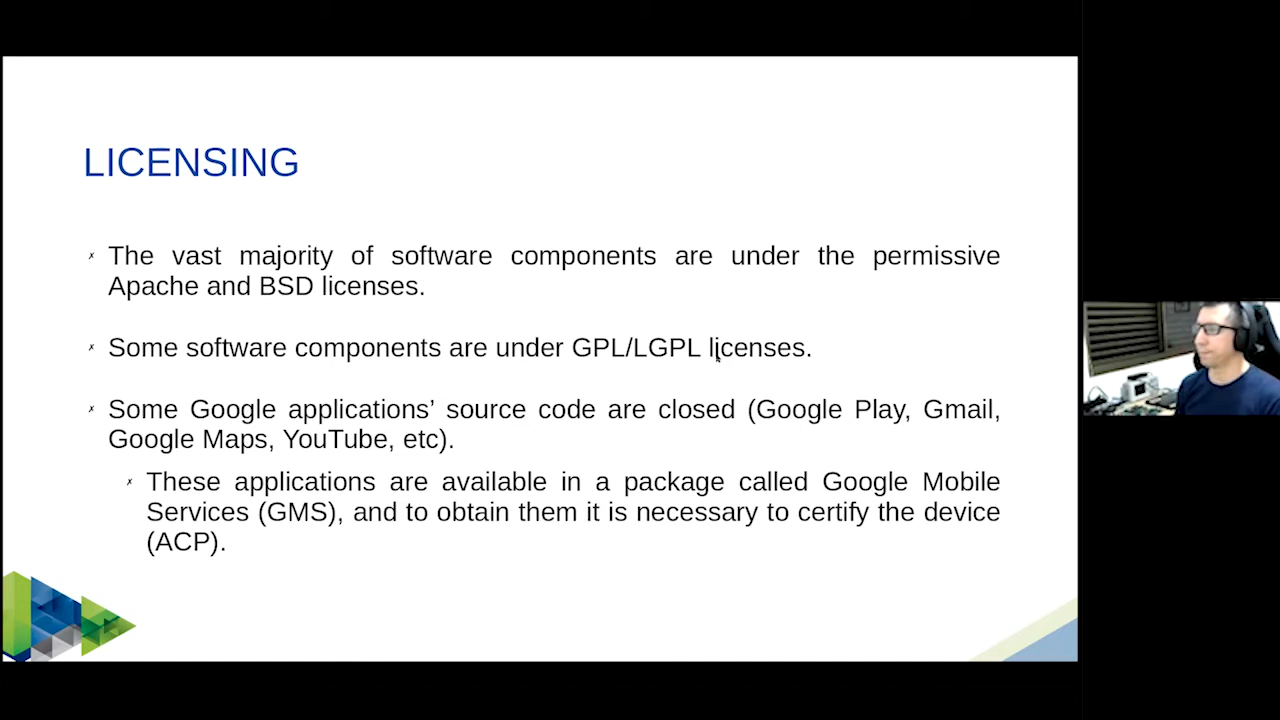 LICENSING
The vast majority of software components are under the permissive
Apache and BSD licenses.
Some software components are under GPL/LGPL licenses.
Some Google applications’ source code are closed (Google Play, Gmail,
Google Maps, YouTube, etc).
These applications are available in a package called Google Mobile
Services (GMS), and to obtain them it is necessary to certify the device
(ACP).